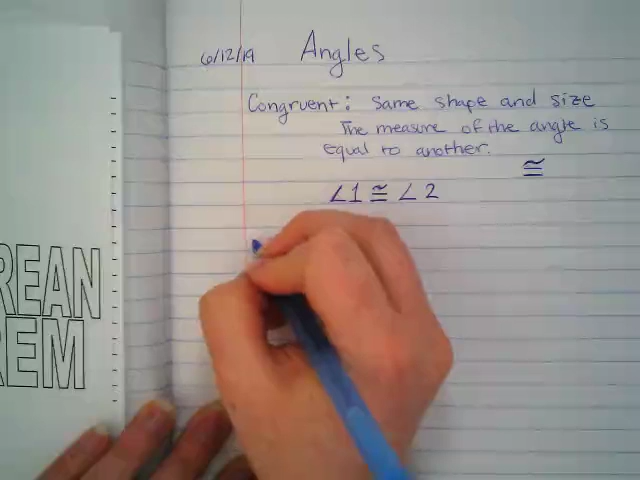 6/12/19 Angles
Congruent: Same shape and size
The measure of the angle is
equal to another.
≅
∠1 ≅ ∠2
REAN
REM